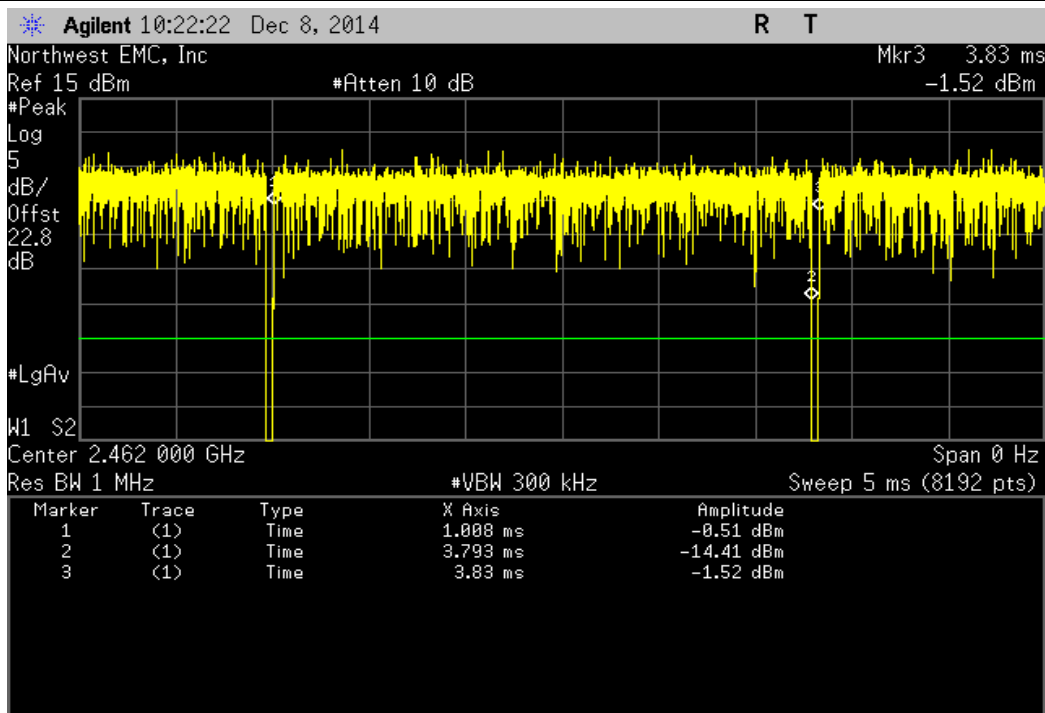 Agilent 10:22:22 Dec 8, 2014 R T
Northwest EMC, Inc Mkr3 3.83 ms
Ref 15 dBm #Atten 10 dB -1.52 dBm
#Peak
Log
5
dB/
Offst
22.8
dB
1
3
2
#LgAv
W1 S2
Center 2.462 000 GHz Span 0 Hz
Res BW 1 MHz #VBW 300 kHz Sweep 5 ms (8192 pts)
Marker Trace Type X Axis Amplitude
1 (1) Time 1.008 ms -0.51 dBm
2 (1) Time 3.793 ms -14.41 dBm
3 (1) Time 3.83 ms -1.52 dBm